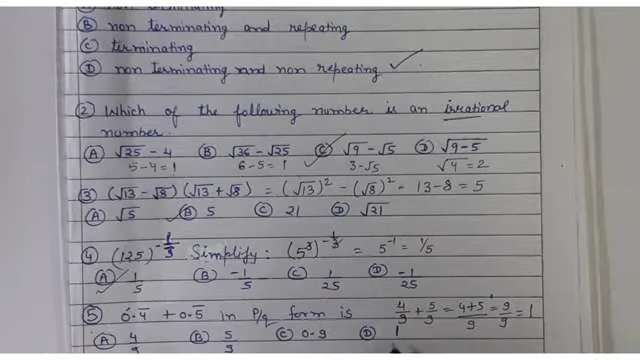 Ⓑ non terminating and repeating
Ⓒ terminating
Ⓓ non terminating and non repeating ✓
② Which of the following number is an irrational
number.
Ⓐ √25 - 4 Ⓑ √36 - √25 Ⓒ √9 - √5 Ⓓ √9-5
5-4=1 6-5=1 ✓ 3-√5 √4=2
③ (√13 - √8) (√13 + √8) = (√13)² - (√8)² = 13-8 = 5
Ⓐ √5 Ⓑ 5 Ⓒ 21 Ⓓ √21
④ (125)^-1/3 Simplify: (5³)^-1/3 = 5^-1 = 1/5
Ⓐ 1/5 Ⓑ -1/5 Ⓒ 1/25 Ⓓ -1/25
⑤ 0.4̅ + 0.5̅ in P/q form is 4/9 + 5/9 = 4+5/9 = 9/9 = 1
Ⓐ 4/9 Ⓑ 5/9 Ⓒ 0.9 Ⓓ 1